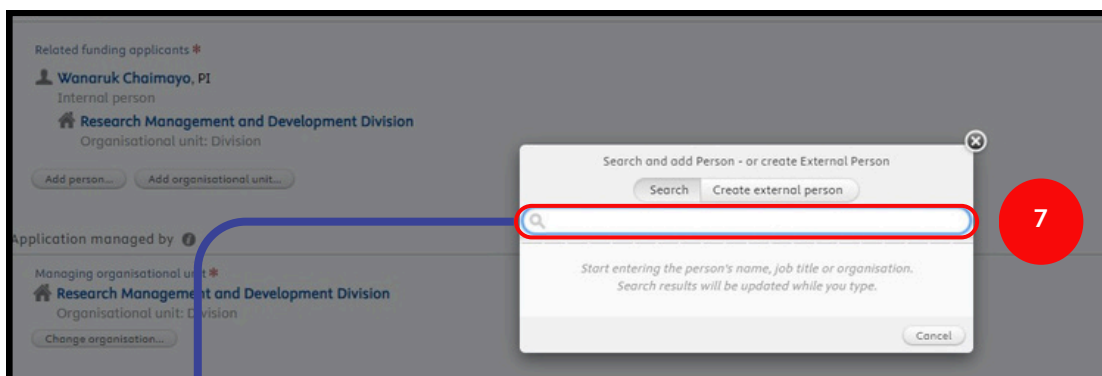 Related funding applicants *
Wanaruk Chaimayo, PI
Internal person
Research Management and Development Division
Organisational unit: Division
Add person... Add organisational unit...
Application managed by
Managing organisational unit *
Research Management and Development Division
Organisational unit: Division
Change organisation...
Search and add Person - or create External Person
Search Create external person
7
Start entering the person's name, job title or organisation.
Search results will be updated while you type.
Cancel